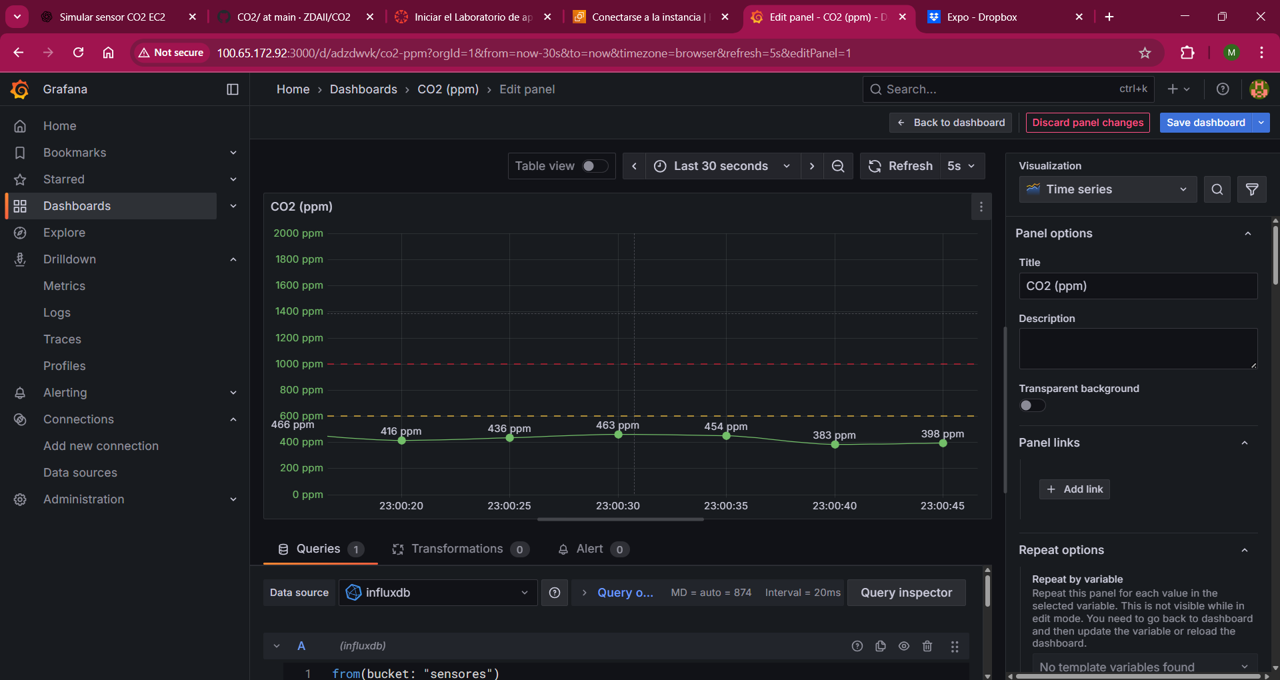 Simular sensor CO2 EC2
CO2/ at main · ZDAII/CO2
Iniciar el Laboratorio de ap
Conectarse a la instancia |
Edit panel - CO2 (ppm) - D
Expo - Dropbox
Not secure
100.65.172.92:3000/d/adzdwvk/co2-ppm?orgId=1&from=now-30s&to=now&timezone=browser&refresh=5s&editPanel=1
M
Grafana
Home › Dashboards › CO2 (ppm) › Edit panel
Search... ctrl+k
Back to dashboard
Discard panel changes
Save dashboard
Home
Bookmarks
Starred
Dashboards
Explore
Drilldown
Metrics
Logs
Traces
Profiles
Alerting
Connections
Add new connection
Data sources
Administration
Table view
Last 30 seconds
Refresh
5s
CO2 (ppm)
2000 ppm
1800 ppm
1600 ppm
1400 ppm
1200 ppm
1000 ppm
800 ppm
600 ppm
400 ppm
200 ppm
0 ppm
466 ppm
416 ppm
436 ppm
463 ppm
454 ppm
383 ppm
398 ppm
23:00:20
23:00:25
23:00:30
23:00:35
23:00:40
23:00:45
Queries 1
Transformations 0
Alert 0
Data source
influxdb
Query o...
MD = auto = 874
Interval = 20ms
Query inspector
A
(influxdb)
1 from(bucket: "sensores")
Visualization
Time series
Panel options
Title
CO2 (ppm)
Description
Transparent background
Panel links
+ Add link
Repeat options
Repeat by variable
Repeat this panel for each value in the
selected variable. This is not visible while in
edit mode. You need to go back to dashboard
and then update the variable or reload the
dashboard.
No template variables found